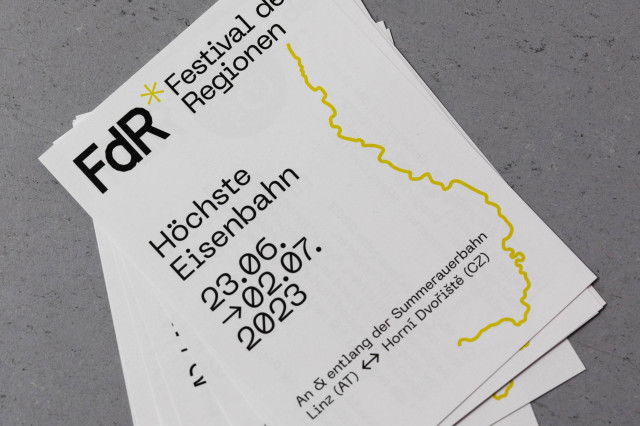 FdR*
Festival de
Regionen
Höchste
Eisenbahn
23.06.
→02.07.
2023
An & entlang der Summerauerbahn
Linz (AT) ↔ Horní Dvořiště (CZ)